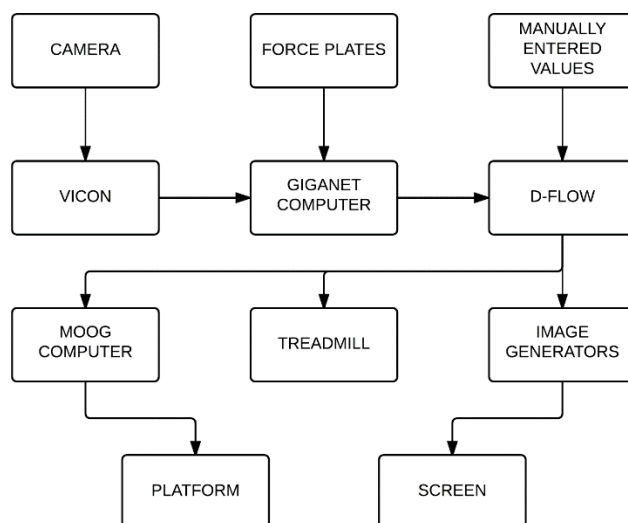 CAMERA
FORCE PLATES
MANUALLY
ENTERED
VALUES
VICON
GIGANET
COMPUTER
D-FLOW
MOOG
COMPUTER
TREADMILL
IMAGE
GENERATORS
PLATFORM
SCREEN